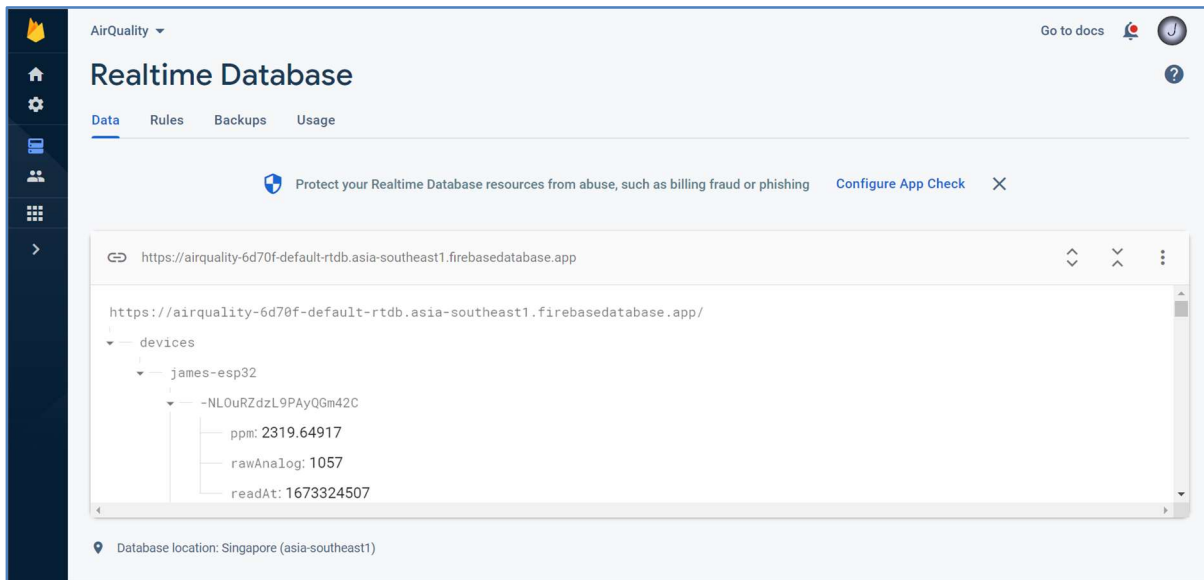 AirQuality
Go to docs
J
Realtime Database
Data Rules Backups Usage
Protect your Realtime Database resources from abuse, such as billing fraud or phishing Configure App Check
https://airquality-6d70f-default-rtdb.asia-southeast1.firebasedatabase.app
https://airquality-6d70f-default-rtdb.asia-southeast1.firebasedatabase.app/
devices
james-esp32
-NLOuRZdzL9PAyQGm42C
ppm: 2319.64917
rawAnalog: 1057
readAt: 1673324507
Database location: Singapore (asia-southeast1)